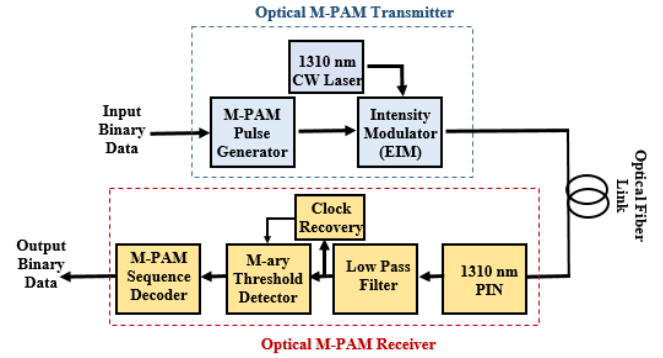 Optical M-PAM Transmitter
1310 nm
CW Laser
Input
Binary
Data
M-PAM
Pulse
Generator
Intensity
Modulator
(EIM)
Optical Fiber
Link
Clock
Recovery
Output
Binary
Data
M-PAM
Sequence
Decoder
M-ary
Threshold
Detector
Low Pass
Filter
1310 nm
PIN
Optical M-PAM Receiver